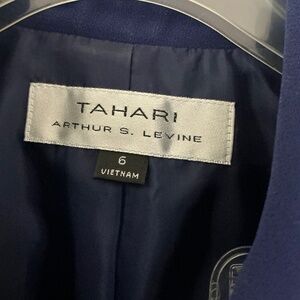 TAHARI
ARTHUR S. LEVINE
6
VIETNAM